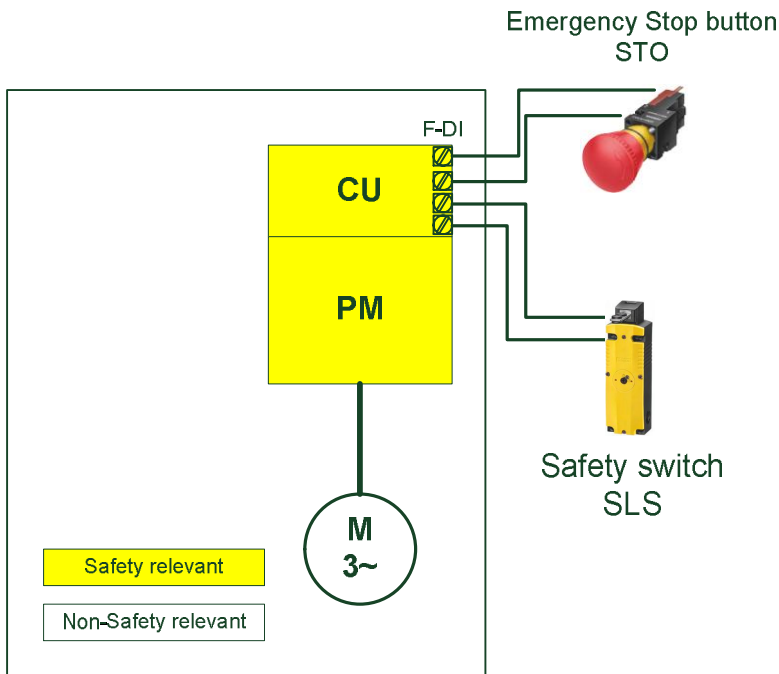 Emergency Stop button
STO
F-DI
CU
PM
Safety switch
SLS
M
3~
Safety relevant
Non-Safety relevant